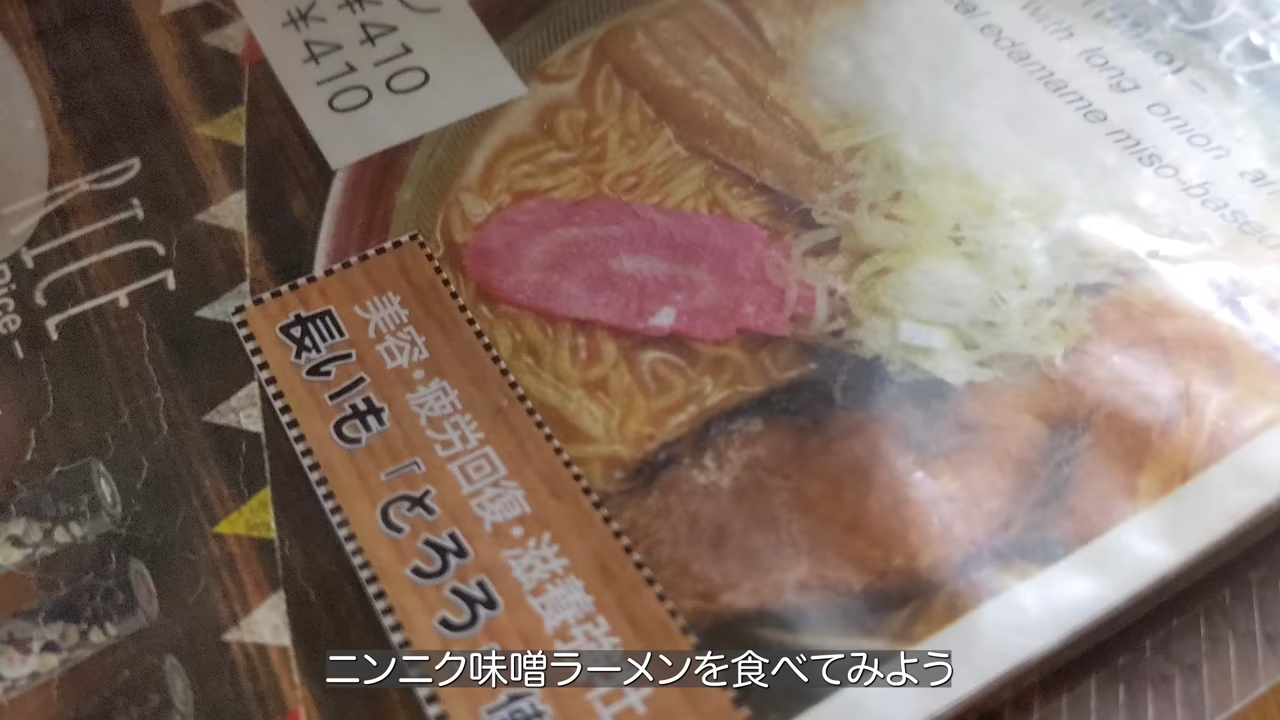 ¥410
¥410
With long onion an
edamame miso-based
RICE
美容・疲労回復・滋養強壮
長いも「とろろ
ニンニク味噌ラーメンを食べてみよう